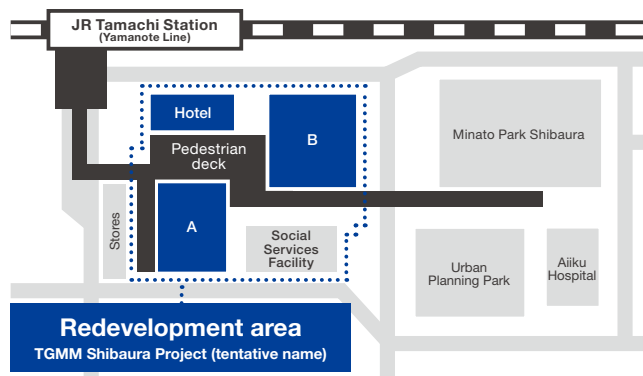 JR Tamachi Station
(Yamanote Line)
Hotel
B
Minato Park Shibaura
Pedestrian
deck
Stores
A
Social
Services
Facility
Urban
Planning Park
Aiiku
Hospital
Redevelopment area
TGMM Shibaura Project (tentative name)